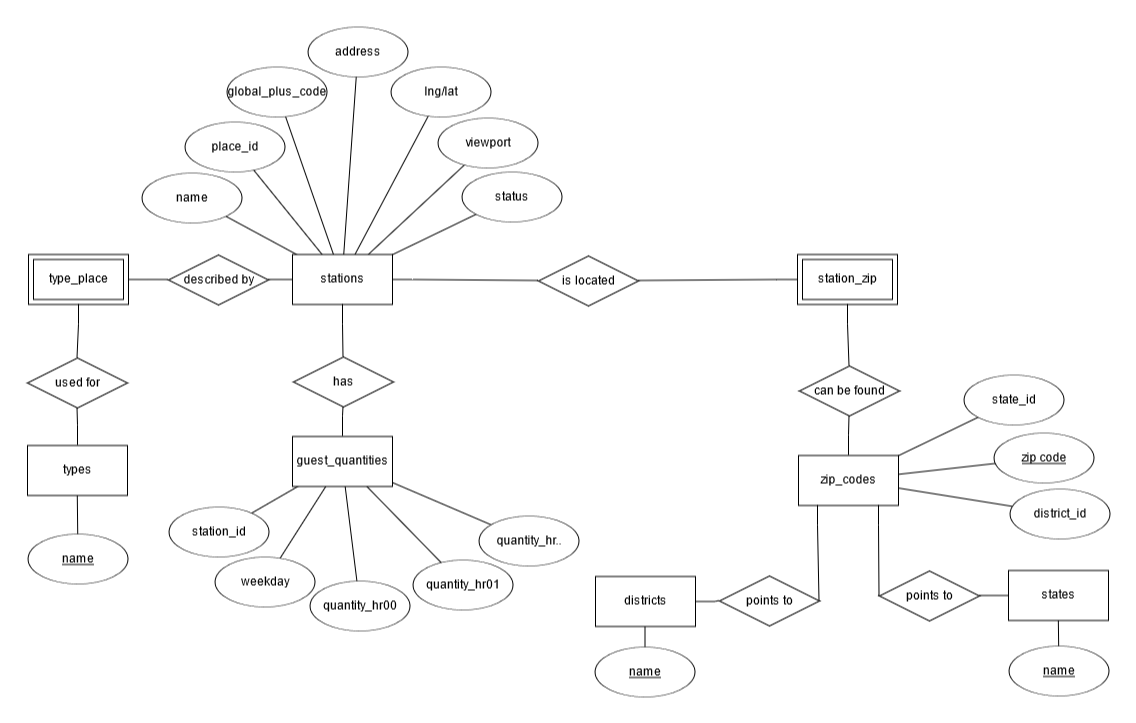 address
global_plus_code
lng/lat
place_id
viewport
name
status
type_place
described by
stations
is located
station_zip
used for
has
can be found
state_id
zip code
district_id
types
guest_quantities
zip_codes
name
station_id
weekday
quantity_hr00
quantity_hr01
quantity_hr..
districts
points to
points to
states
name
name